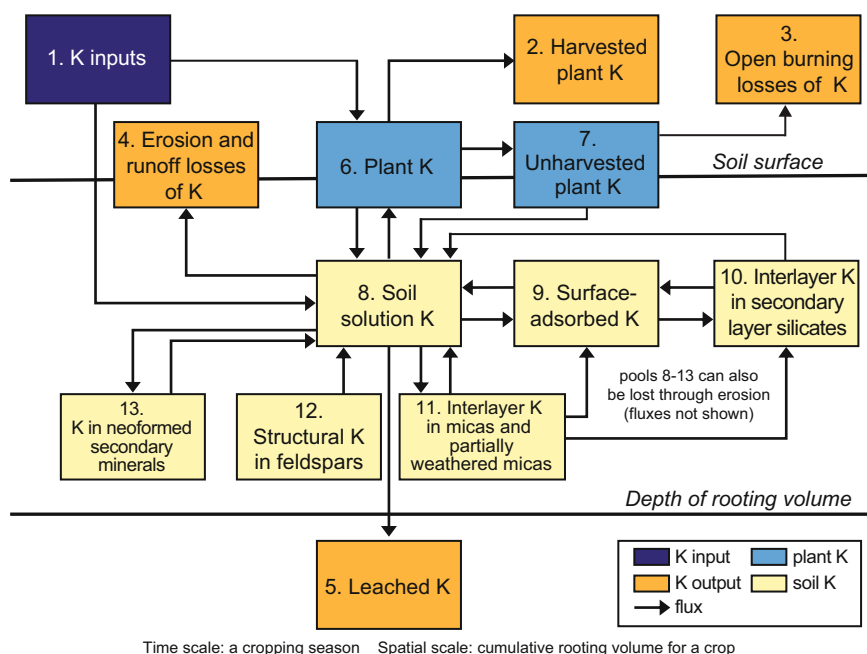 1. K inputs
2. Harvested
plant K
3.
Open burning
losses of K
4. Erosion and
runoff losses
of K
6. Plant K
7.
Unharvested
plant K
Soil surface
8. Soil
solution K
9. Surface-
adsorbed K
10. Interlayer K
in secondary
layer silicates
13.
K in neoformed
secondary
minerals
12.
Structural K
in feldspars
11. Interlayer K
in micas and
partially
weathered micas
pools 8-13 can also
be lost through erosion
(fluxes not shown)
Depth of rooting volume
5. Leached K
K input
plant K
K output
soil K
flux
Time scale: a cropping season Spatial scale: cumulative rooting volume for a crop